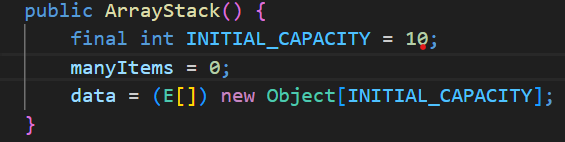 public ArrayStack() {
final int INITIAL_CAPACITY = 10;
manyItems = 0;
data = (E[]) new Object[INITIAL_CAPACITY];
}